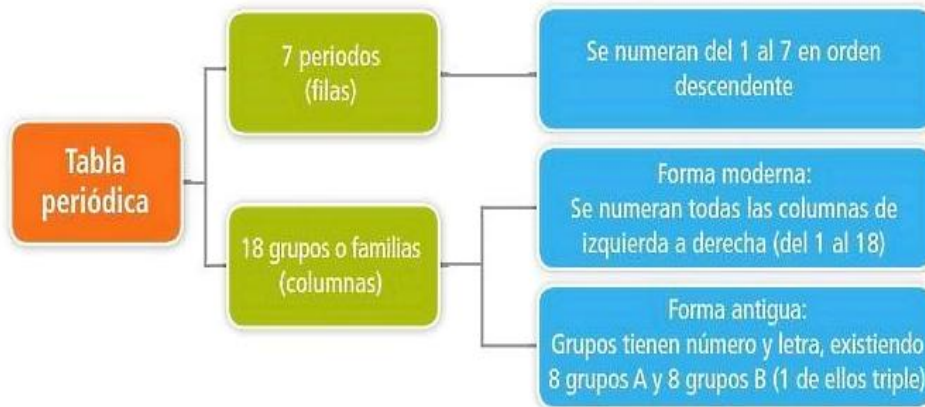 Tabla
periódica
7 periodos
(filas)
Se numeran del 1 al 7 en orden
descendente
18 grupos o familias
(columnas)
Forma moderna:
Se numeran todas las columnas de
izquierda a derecha (del 1 al 18)
Forma antigua:
Grupos tienen número y letra, existiendo
8 grupos A y 8 grupos B (1 de ellos triple)